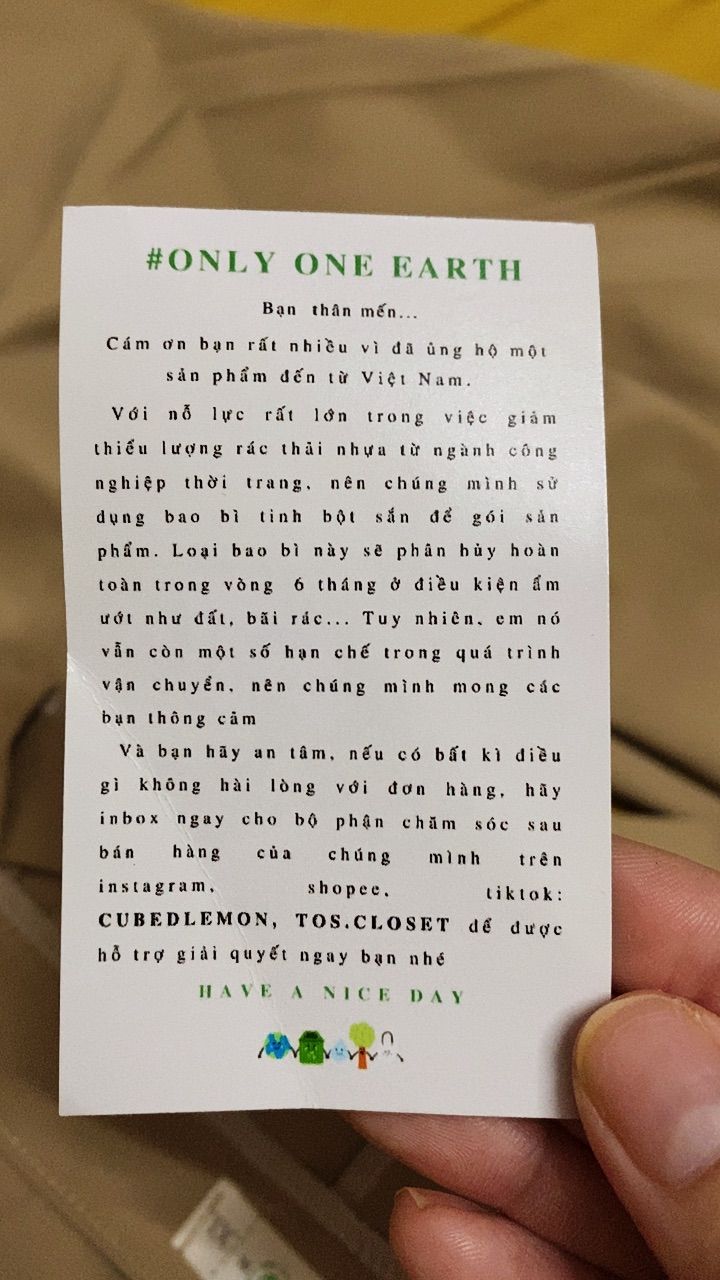 #ONLY ONE EARTH
Bạn thân mến...
Cám ơn bạn rất nhiều vì đã ủng hộ một
sản phẩm đến từ Việt Nam.
Với nỗ lực rất lớn trong việc giảm
thiểu lượng rác thải nhựa từ ngành công
nghiệp thời trang, nên chúng mình sử
dụng bao bì tinh bột sắn để gói sản
phẩm. Loại bao bì này sẽ phân hủy hoàn
toàn trong vòng 6 tháng ở điều kiện ẩm
ướt như đất, bãi rác... Tuy nhiên, em nó
vẫn còn một số hạn chế trong quá trình
vận chuyển, nên chúng mình mong các
bạn thông cảm
Và bạn hãy an tâm, nếu có bất kì điều
gì không hài lòng với đơn hàng, hãy
inbox ngay cho bộ phận chăm sóc sau
bán hàng của chúng mình trên
instagram, shopee, tiktok:
CUBEDLEMON, TOS.CLOSET để được
hỗ trợ giải quyết ngay bạn nhé
HAVE A NICE DAY